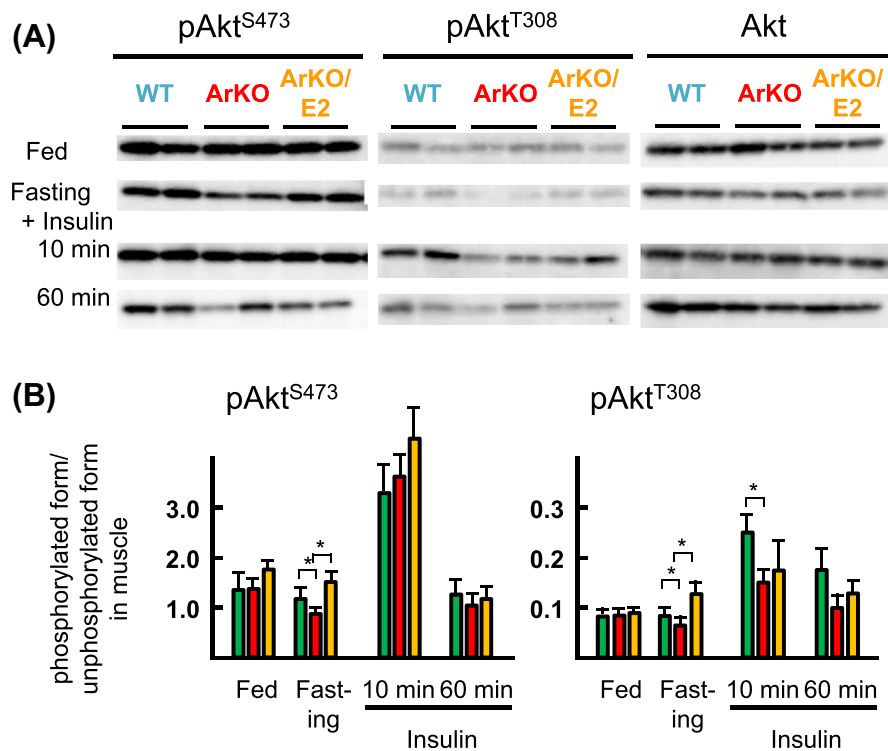 (A)
pAktS473 pAktT308 Akt
WT ArKO ArKO/ E2 WT ArKO ArKO/ E2 WT ArKO ArKO/ E2
Fed
Fasting
+ Insulin
10 min
60 min
(B)
pAktS473 pAktT308
phosphorylated form/
unphosphorylated form
in muscle
3.0
2.0
1.0
* *
Fed Fast-
ing
10 min 60 min
Insulin
0.3
0.2
0.1
* * *
Fed Fast-
ing
10 min 60 min
Insulin